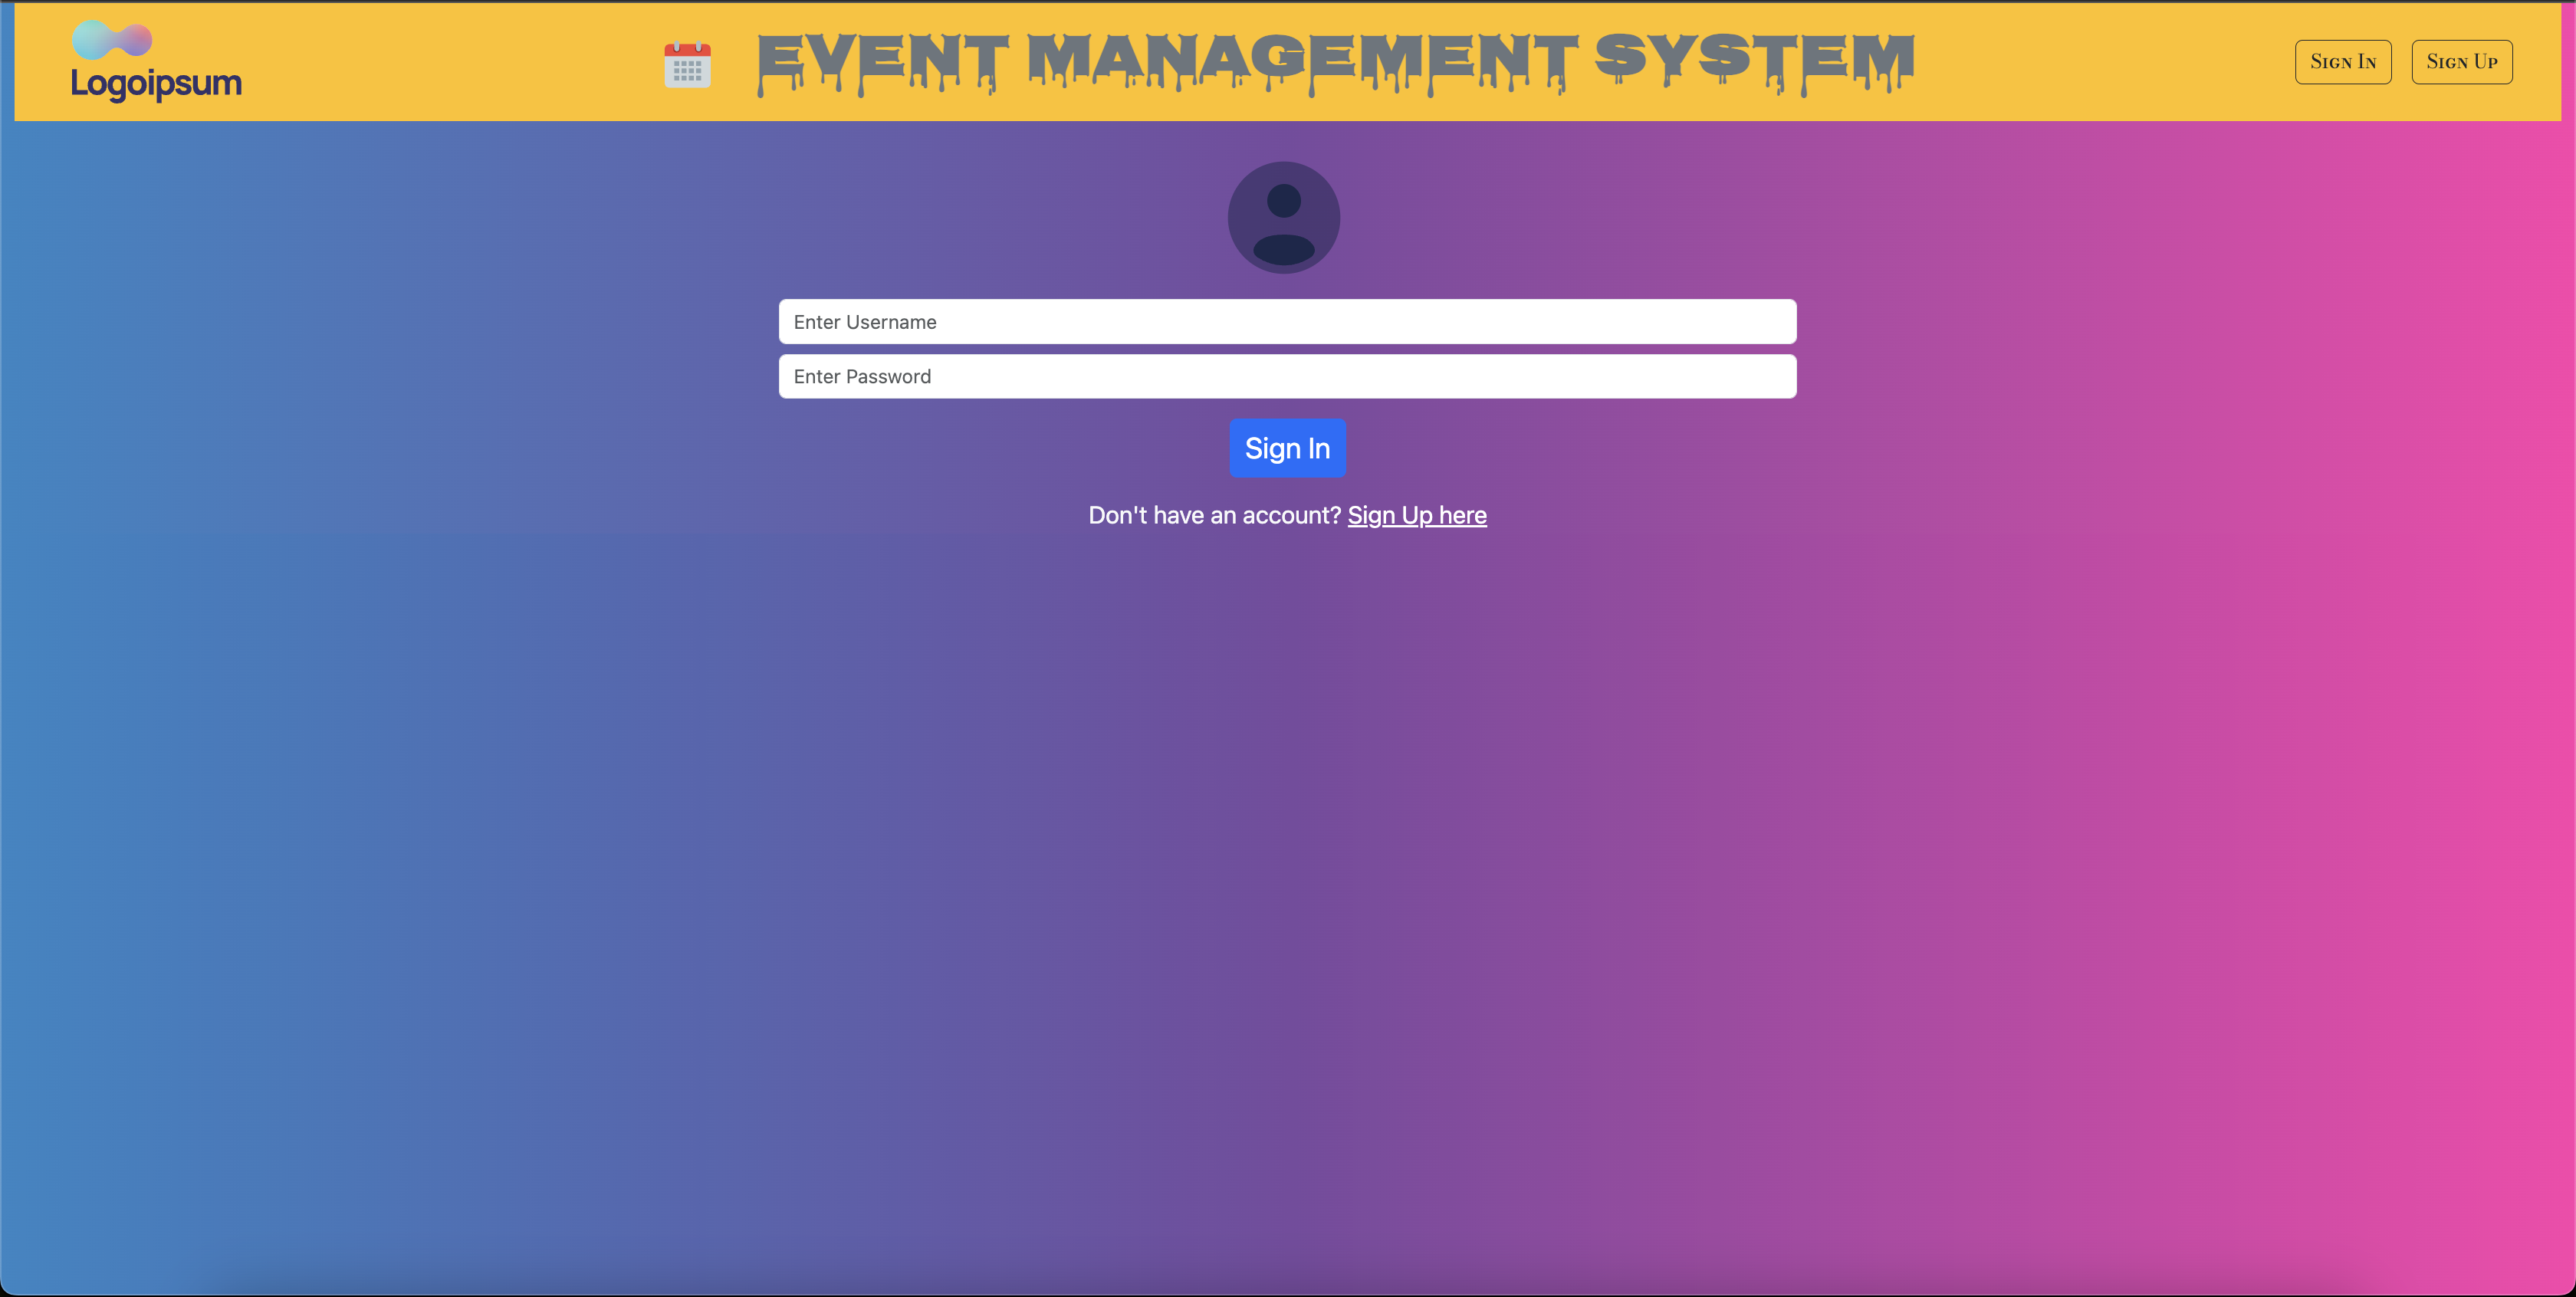 Logoipsum
EVENT MANAGEMENT SYSTEM
Sign In
Sign Up
Enter Username
Enter Password
Sign In
Don't have an account? Sign Up here